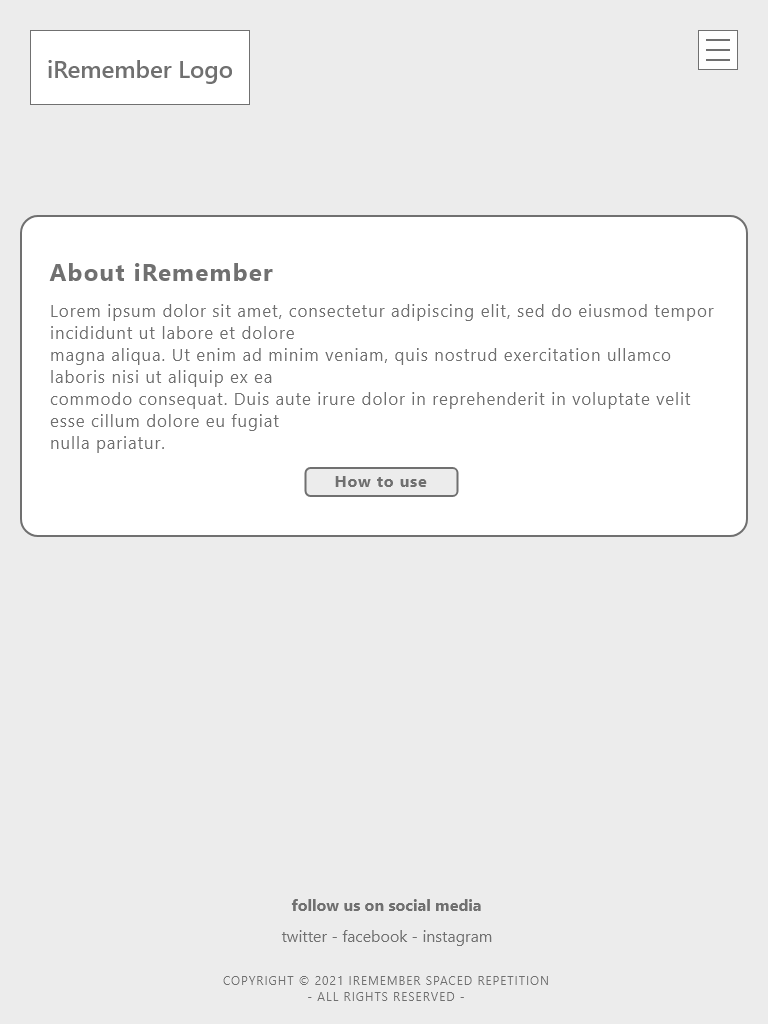 iRemember Logo
About iRemember
Lorem ipsum dolor sit amet, consectetur adipiscing elit, sed do eiusmod tempor
incididunt ut labore et dolore
magna aliqua. Ut enim ad minim veniam, quis nostrud exercitation ullamco
laboris nisi ut aliquip ex ea
commodo consequat. Duis aute irure dolor in reprehenderit in voluptate velit
esse cillum dolore eu fugiat
nulla pariatur.
How to use
follow us on social media
twitter - facebook - instagram
COPYRIGHT © 2021 IREMEMBER SPACED REPETITION
- ALL RIGHTS RESERVED -